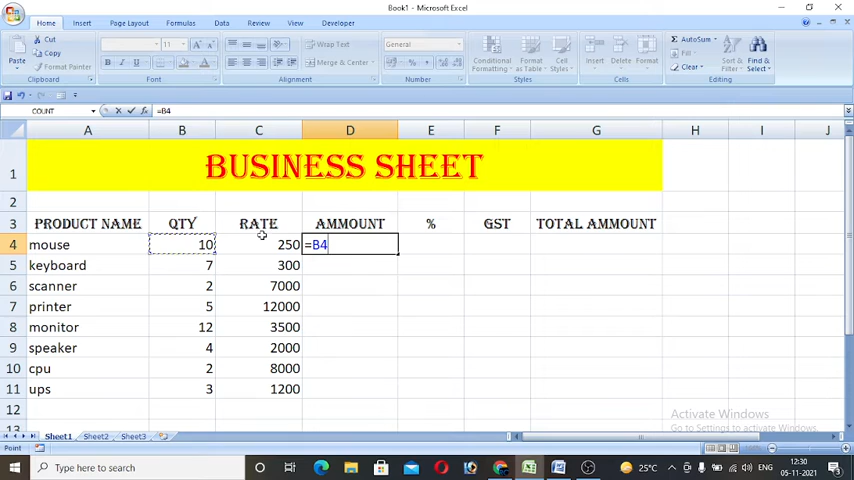 Book1 - Microsoft Excel
Home Insert Page Layout Formulas Data Review View Developer
Cut
Copy
Format Painter
Paste
Clipboard
11
Font
Wrap Text
Merge & Center
Alignment
General
Number
Conditional Formatting
Format as Table
Cell Styles
Styles
Insert Delete Format
Cells
AutoSum
Fill
Clear
Sort & Filter
Find & Select
Editing
COUNT =B4
A B C D E F G H I J
1 BUSINESS SHEET
2
3 PRODUCT NAME QTY RATE AMMOUNT % GST TOTAL AMMOUNT
4 mouse 10 250 =B4
5 keyboard 7 300
6 scanner 2 7000
7 printer 5 12000
8 monitor 12 3500
9 speaker 4 2000
10 cpu 2 8000
11 ups 3 1200
12
13
Activate Windows
Go to Settings to activate Windows.
Sheet1 Sheet2 Sheet3
Point 100%
Type here to search
25°C ENG 12:30
05-11-2021
3